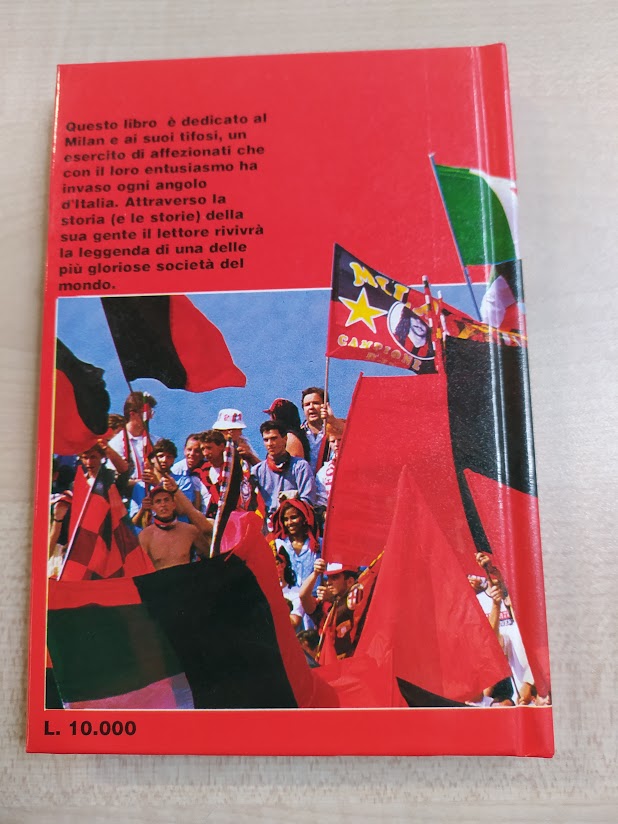 Questo libro è dedicato al
Milan e ai suoi tifosi, un
esercito di affezionati che
con il loro entusiasmo ha
invaso ogni angolo
d'Italia. Attraverso la
storia (e le storie) della
sua gente il lettore rivivrà
la leggenda di una delle
più gloriose società del
mondo.
CAMPIONE
L. 10.000